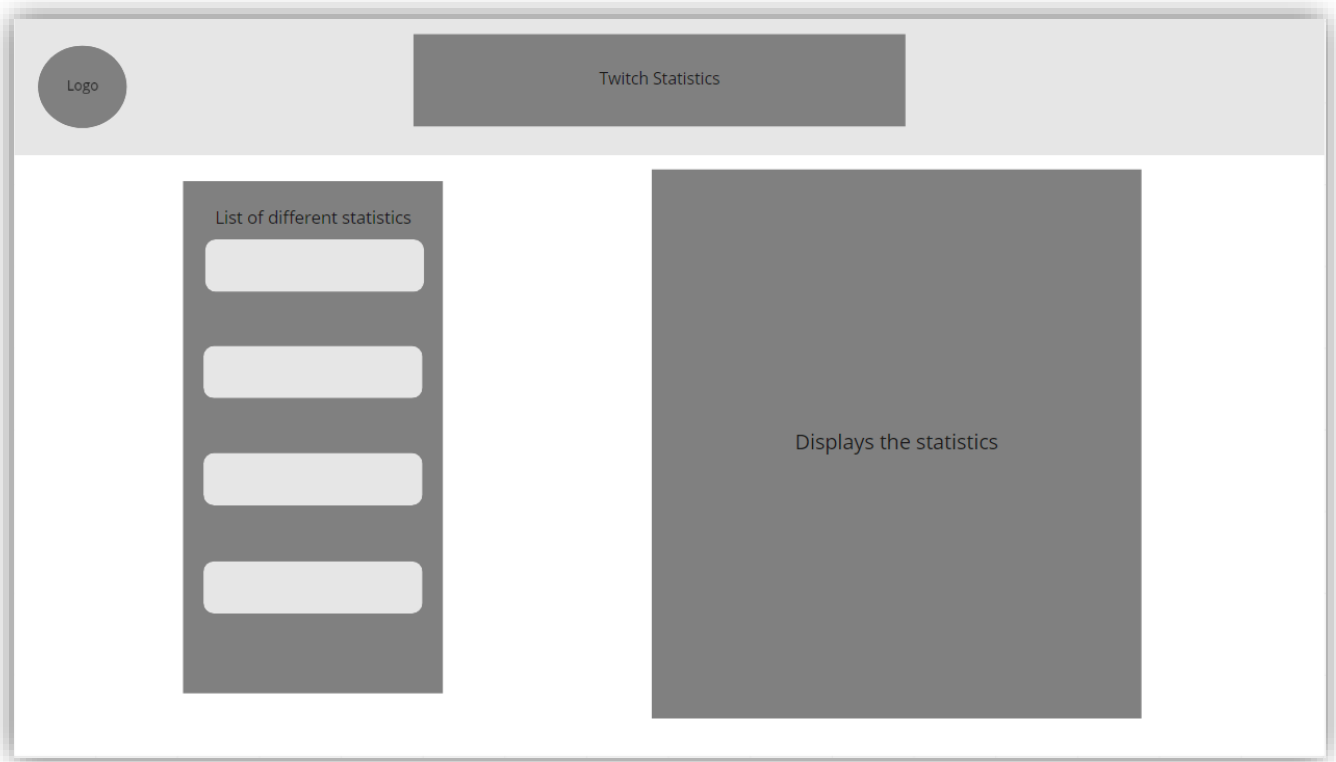 Logo
Twitch Statistics
List of different statistics
Displays the statistics